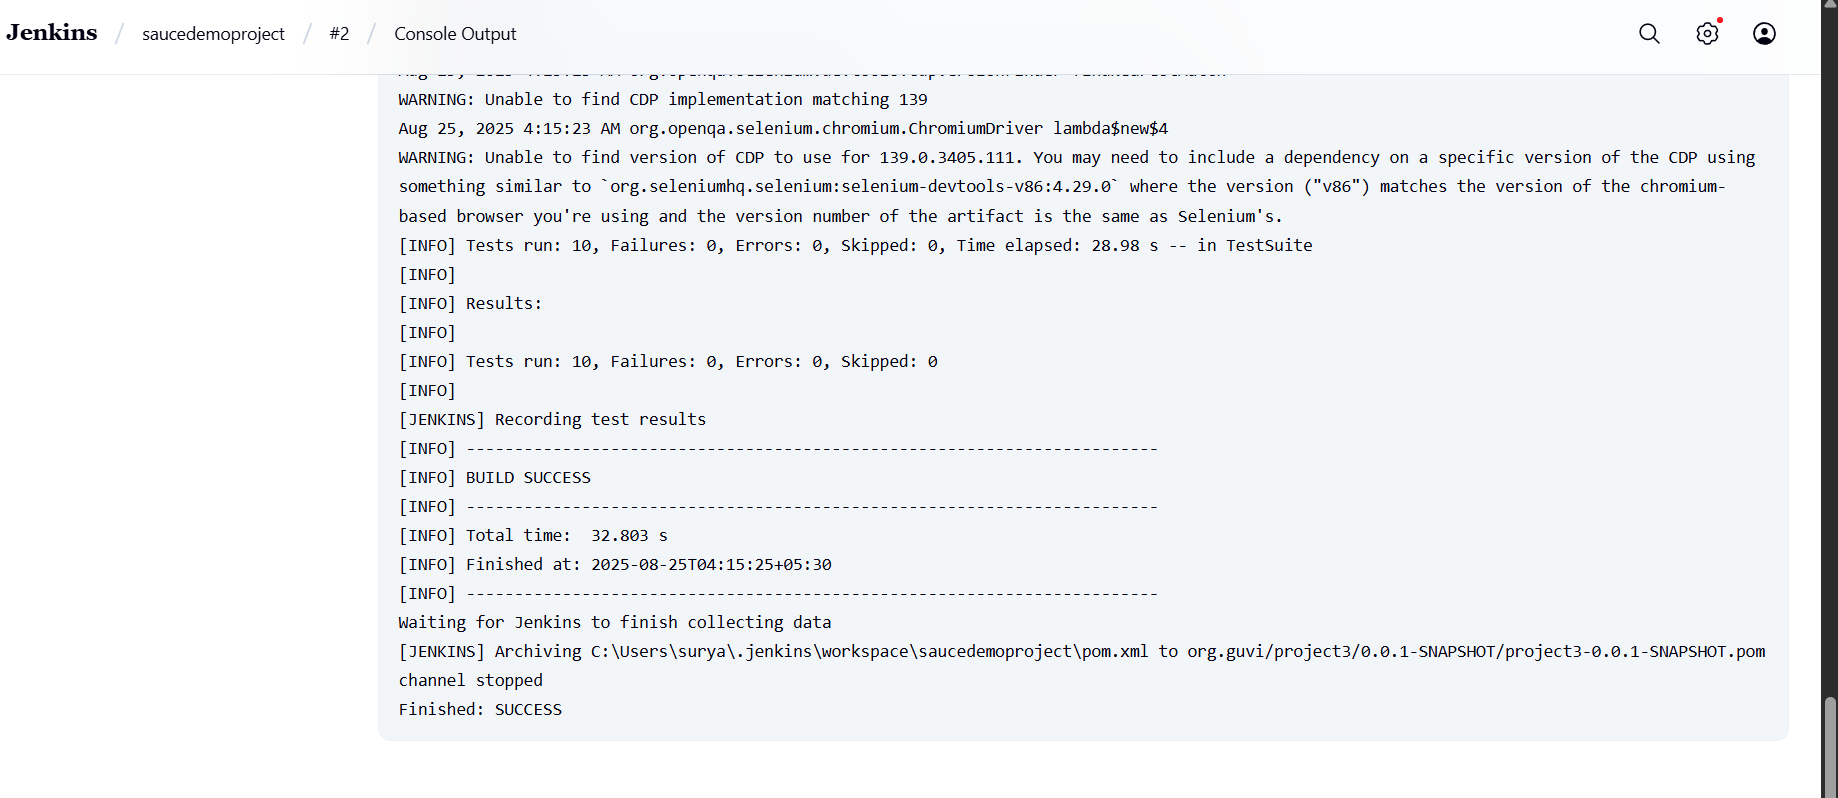 Jenkins / saucedemoproject / #2 / Console Output
WARNING: Unable to find CDP implementation matching 139
Aug 25, 2025 4:15:23 AM org.openqa.selenium.chromium.ChromiumDriver lambda$new$4
WARNING: Unable to find version of CDP to use for 139.0.3405.111. You may need to include a dependency on a specific version of the CDP using
something similar to `org.seleniumhq.selenium:selenium-devtools-v86:4.29.0` where the version ("v86") matches the version of the chromium-
based browser you're using and the version number of the artifact is the same as Selenium's.
[INFO] Tests run: 10, Failures: 0, Errors: 0, Skipped: 0, Time elapsed: 28.98 s -- in TestSuite
[INFO]
[INFO] Results:
[INFO]
[INFO] Tests run: 10, Failures: 0, Errors: 0, Skipped: 0
[INFO]
[JENKINS] Recording test results
[INFO] ------------------------------------------------------------------------
[INFO] BUILD SUCCESS
[INFO] ------------------------------------------------------------------------
[INFO] Total time:  32.803 s
[INFO] Finished at: 2025-08-25T04:15:25+05:30
[INFO] ------------------------------------------------------------------------
Waiting for Jenkins to finish collecting data
[JENKINS] Archiving C:\Users\surya\.jenkins\workspace\saucedemoproject\pom.xml to org.guvi/project3/0.0.1-SNAPSHOT/project3-0.0.1-SNAPSHOT.pom
channel stopped
Finished: SUCCESS